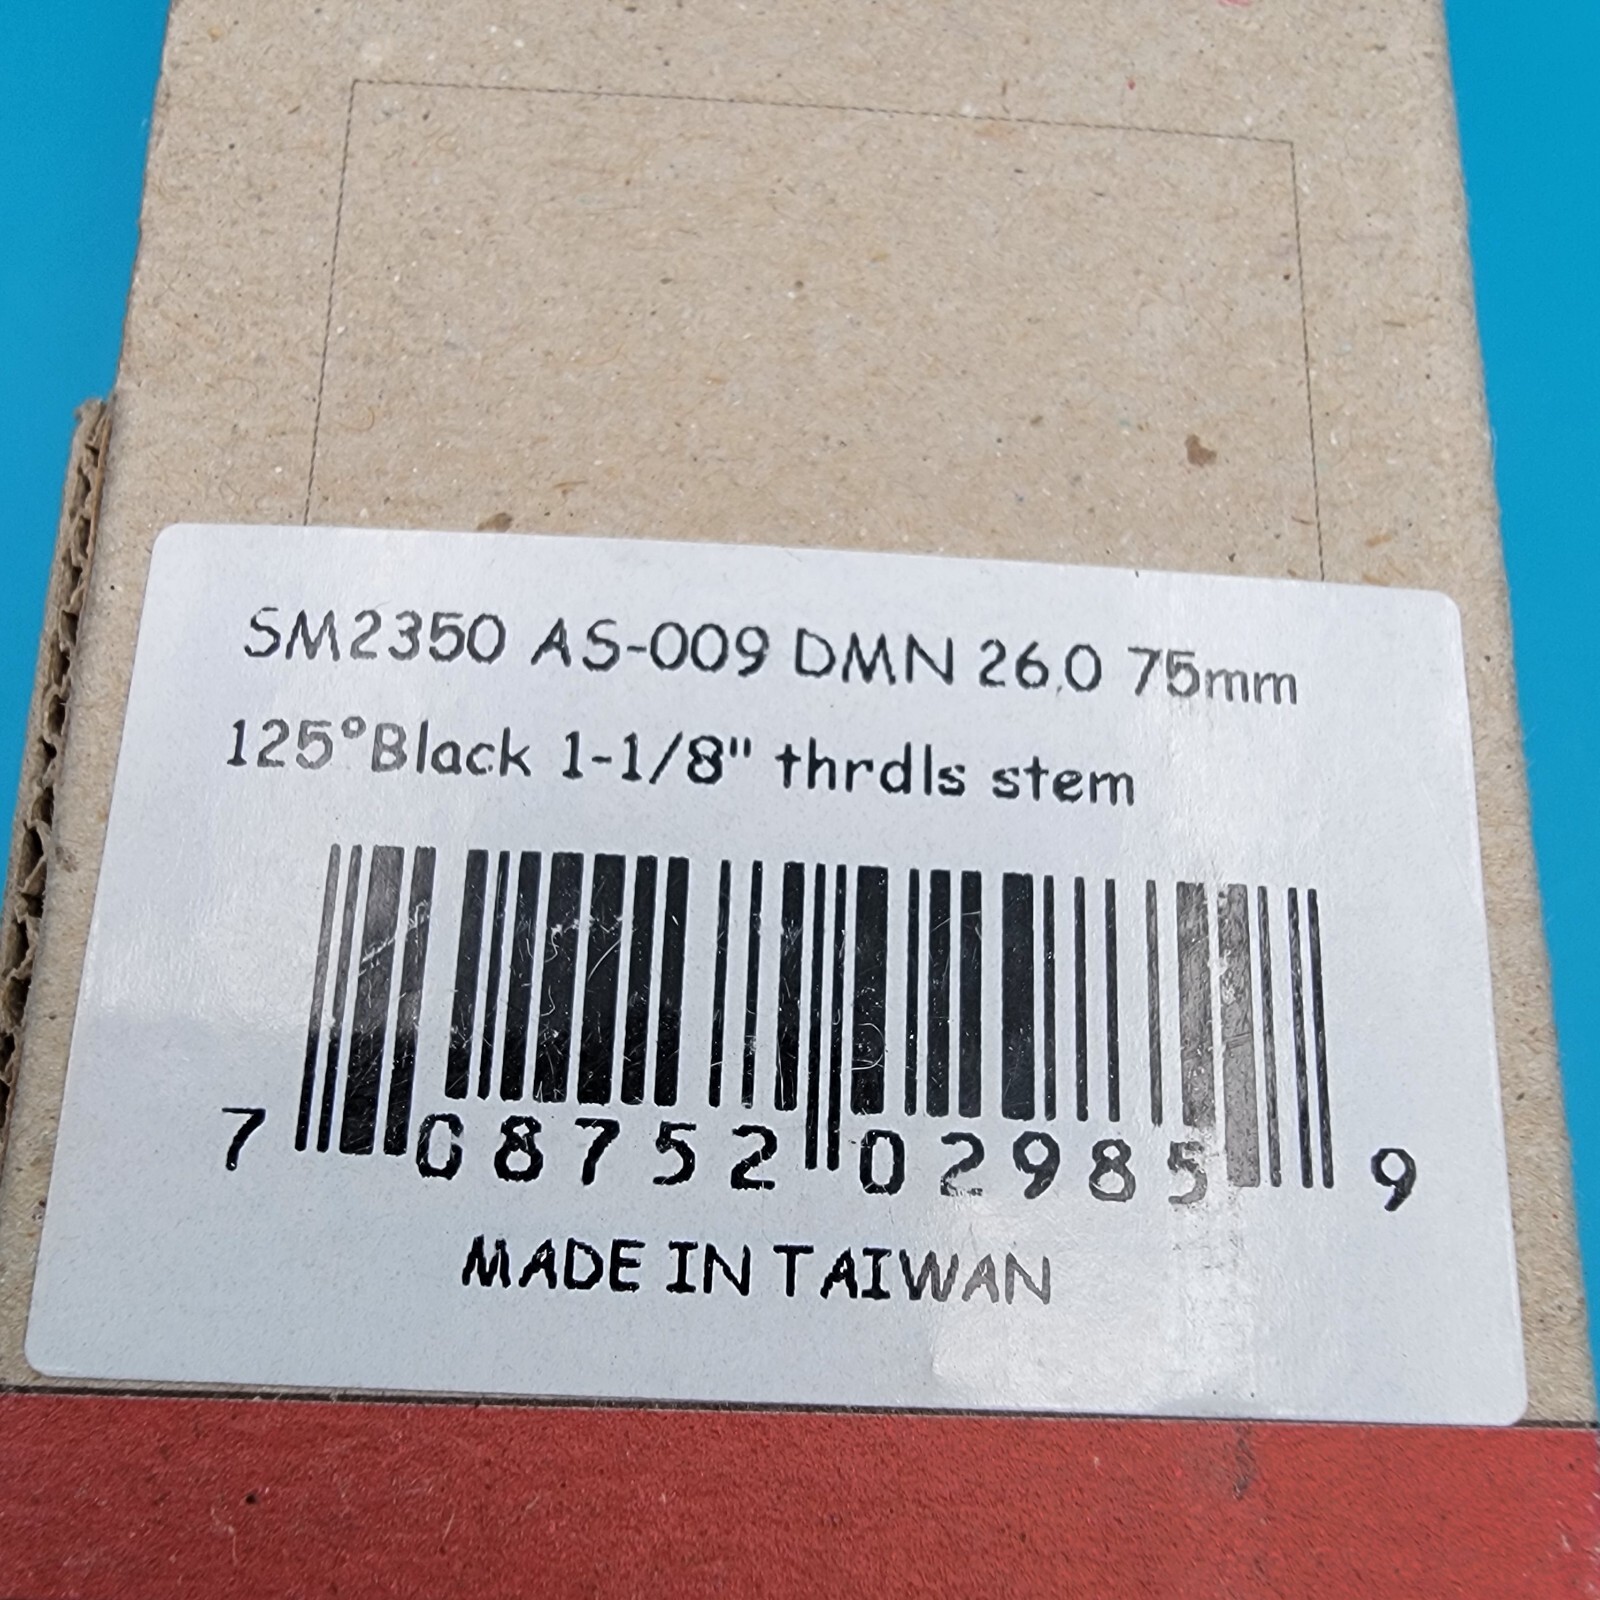 SM2350 AS-009 DMN 26.0 75mm
125°Black 1-1/8" thrdls stem
7 08752 02985 9
MADE IN TAIWAN